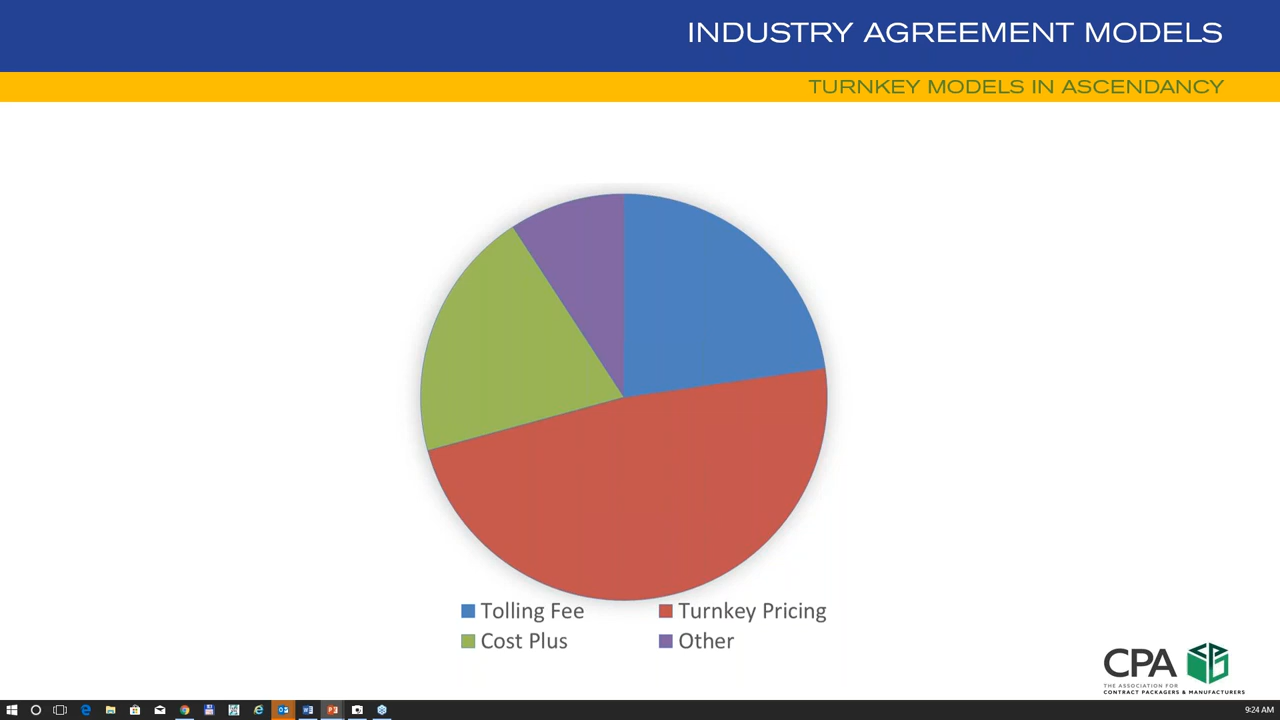 INDUSTRY AGREEMENT MODELS
TURNKEY MODELS IN ASCENDANCY
Tolling Fee
Turnkey Pricing
Cost Plus
Other
CPA
THE ASSOCIATION FOR
CONTRACT PACKAGERS & MANUFACTURERS
9:24 AM